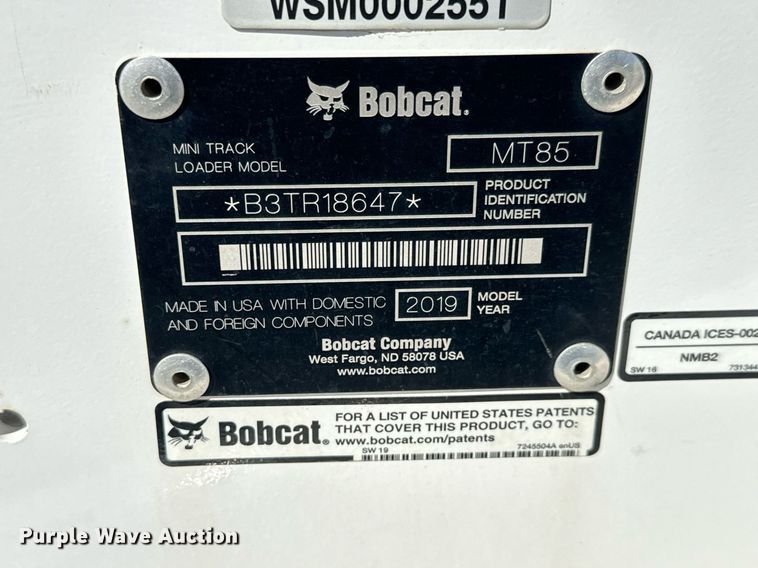 WSM0002551
Bobcat.
MINI TRACK
LOADER MODEL
MT85
*B3TR18647*
PRODUCT
IDENTIFICATION
NUMBER
MADE IN USA WITH DOMESTIC
AND FOREIGN COMPONENTS
2019
MODEL
YEAR
Bobcat Company
West Fargo, ND 58078 USA
www.bobcat.com
CANADA ICES-002
NMB2
SW 16
731344
Bobcat.
FOR A LIST OF UNITED STATES PATENTS
THAT COVER THIS PRODUCT, GO TO:
www.bobcat.com/patents
SW 19
7245504A enUS
Purple Wave Auction